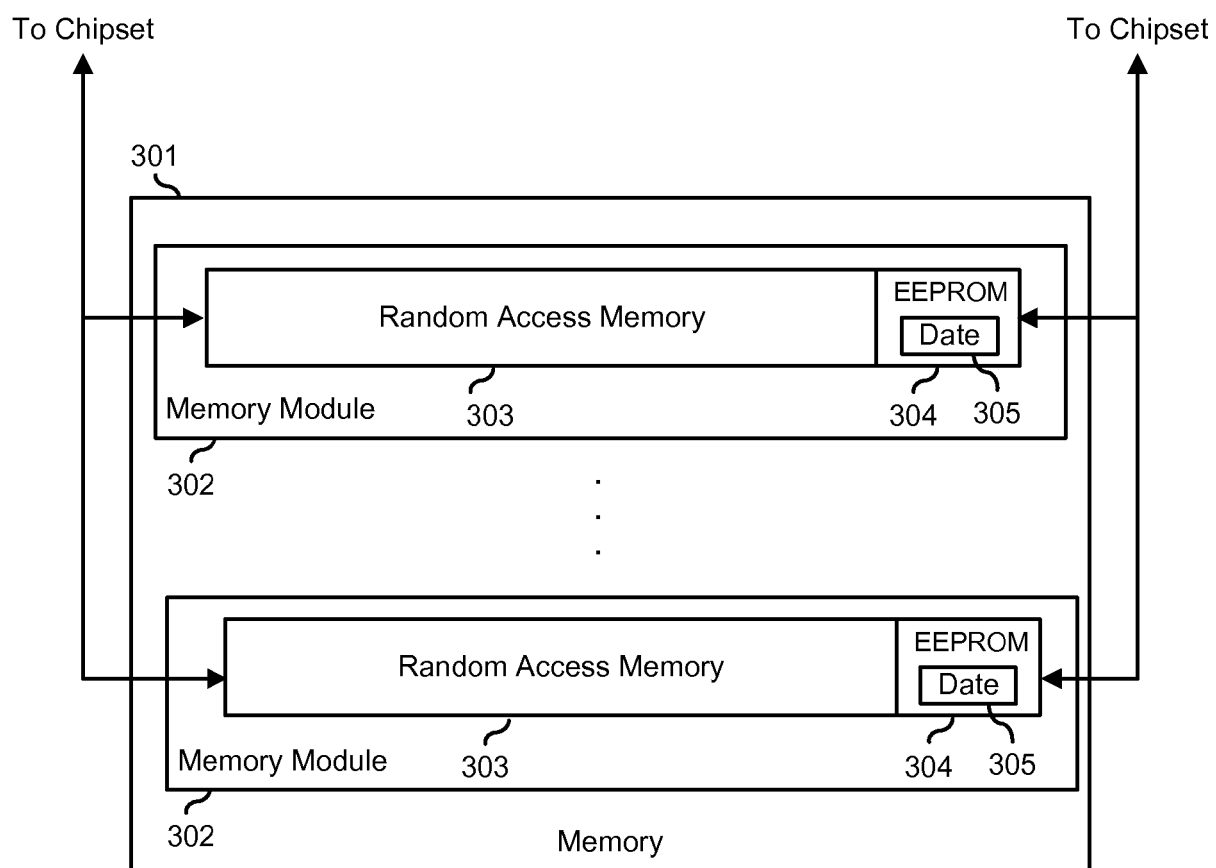 To Chipset
To Chipset
301
EEPROM
Random Access Memory
Date
Memory Module
303
304
305
302
.
.
.
EEPROM
Random Access Memory
Date
Memory Module
303
304
305
302
Memory